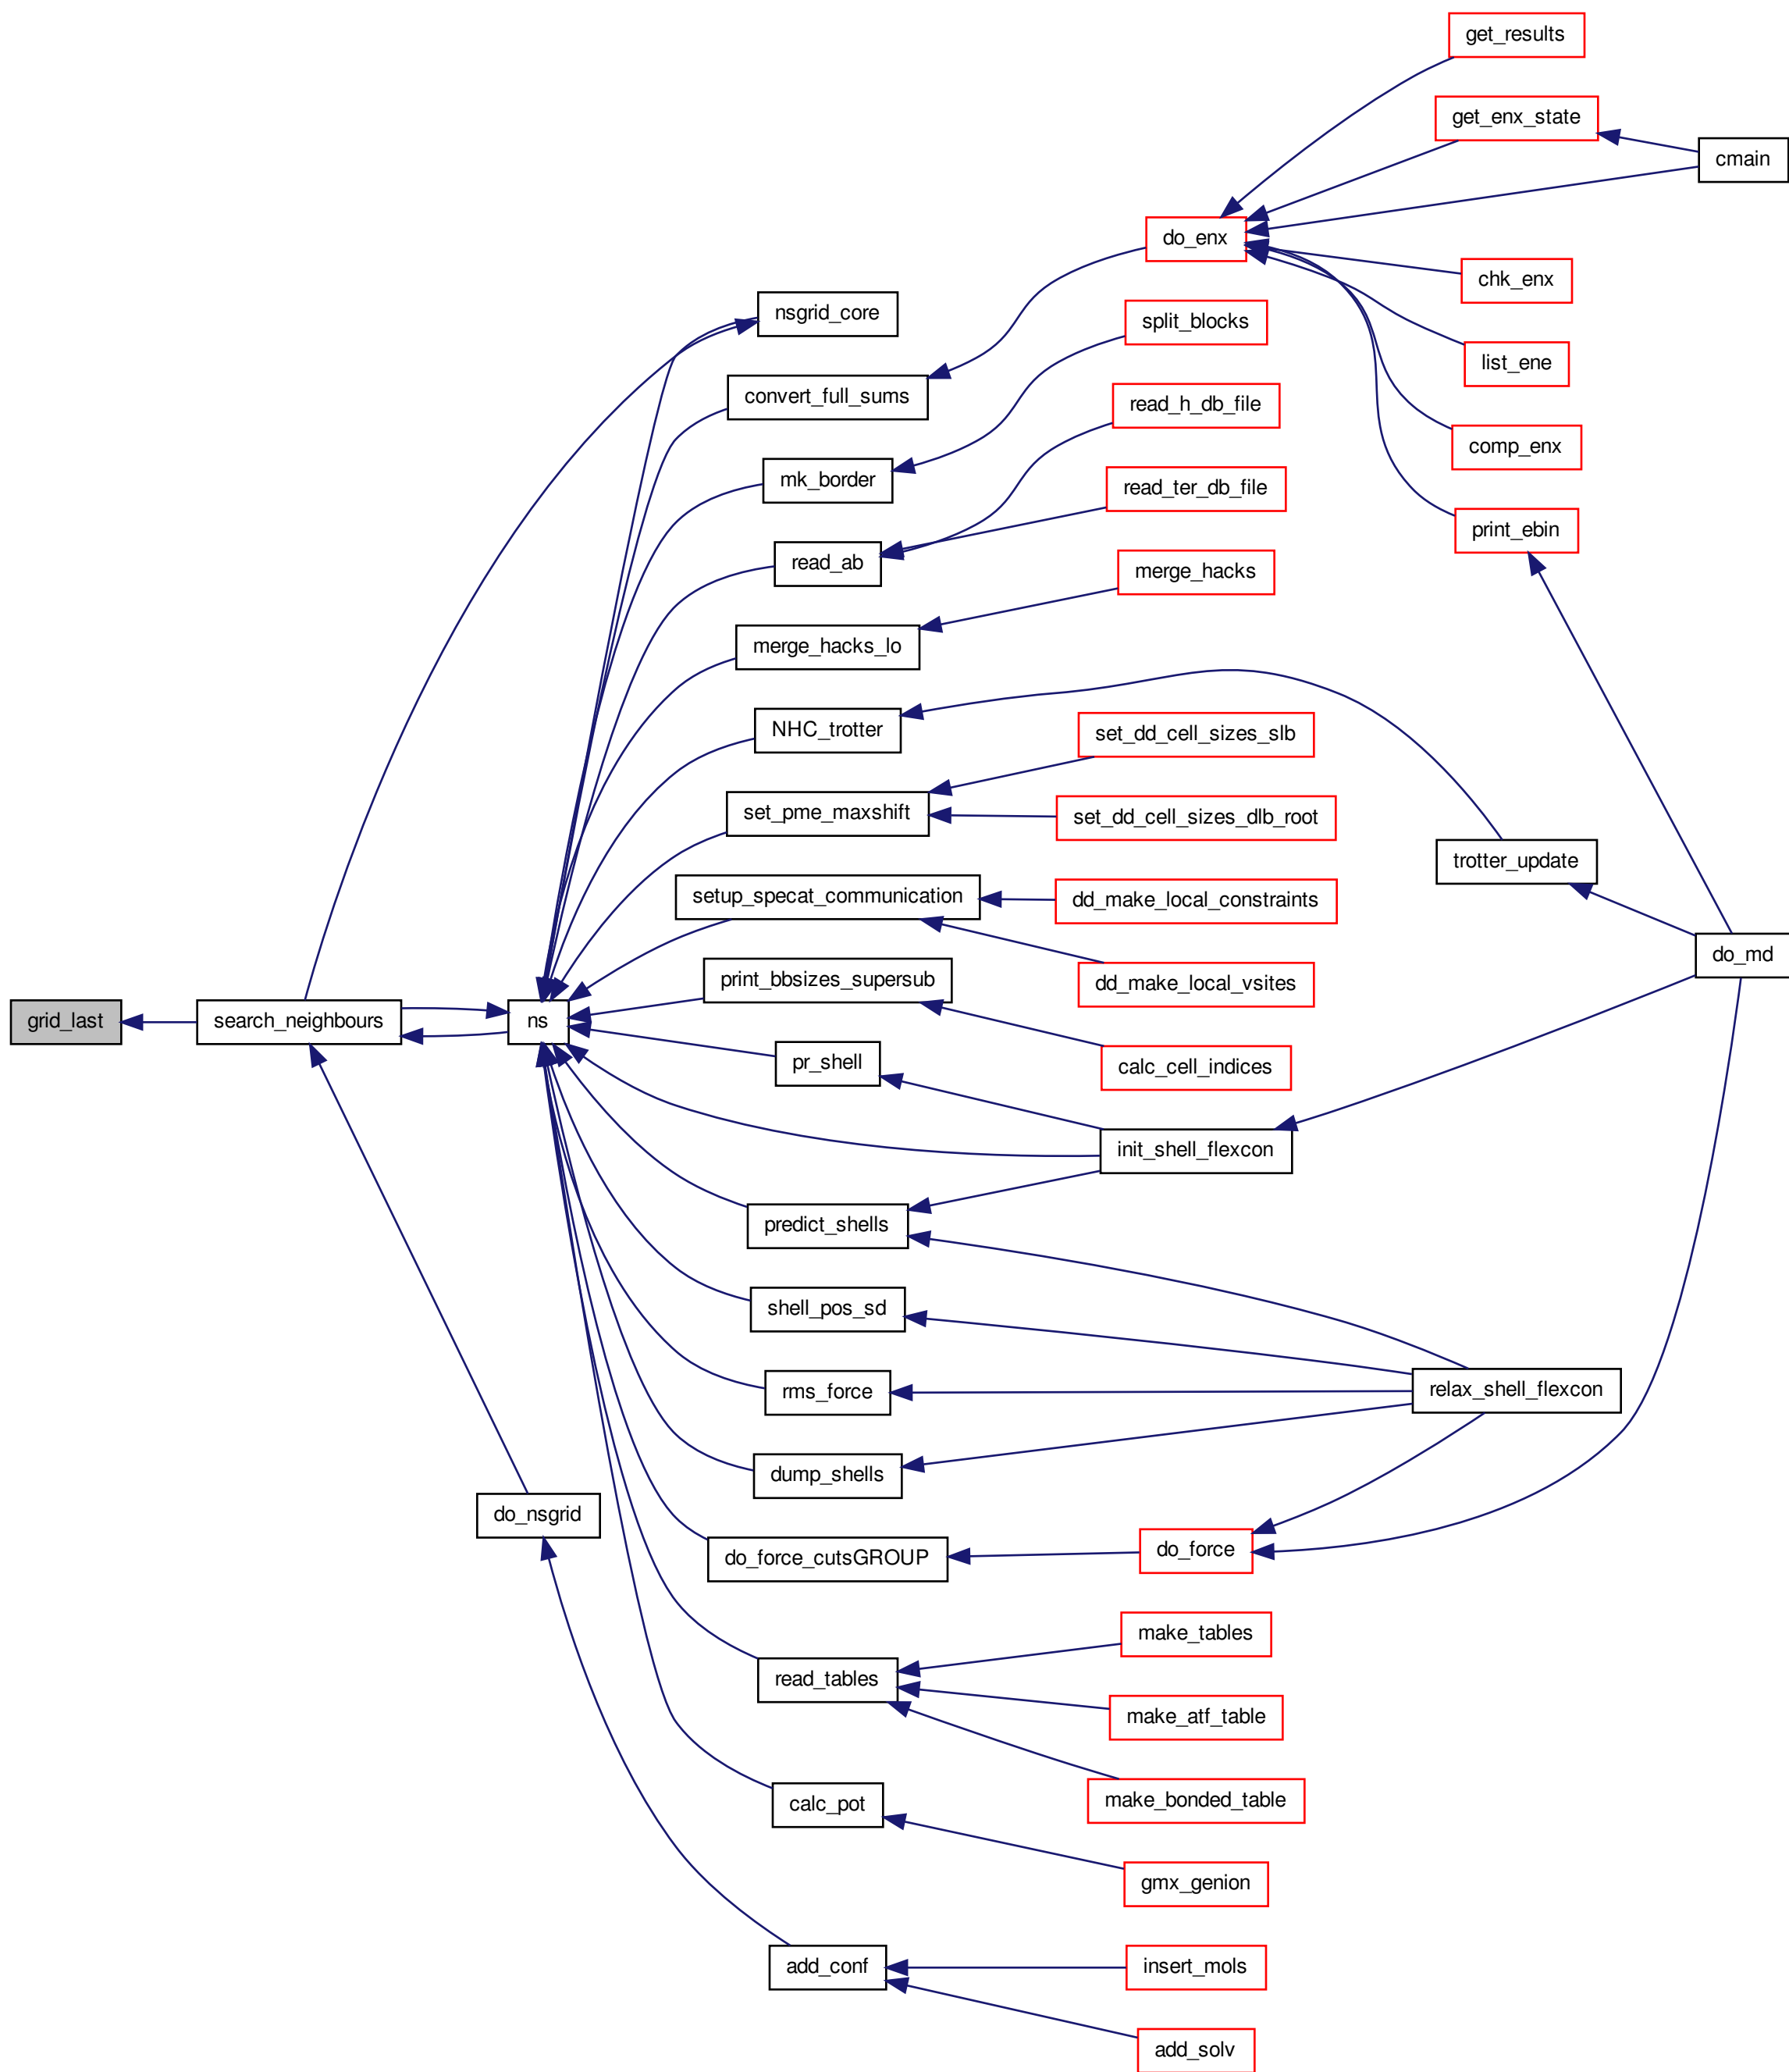 get_results
get_enx_state
cmain
do_enx
chk_enx
nsgrid_core
split_blocks
list_ene
convert_full_sums
read_h_db_file
comp_enx
mk_border
read_ter_db_file
print_ebin
read_ab
merge_hacks
merge_hacks_lo
NHC_trotter
set_dd_cell_sizes_slb
set_pme_maxshift
set_dd_cell_sizes_dlb_root
trotter_update
setup_specat_communication
dd_make_local_constraints
do_md
print_bbsizes_supersub
dd_make_local_vsites
grid_last
search_neighbours
ns
pr_shell
calc_cell_indices
init_shell_flexcon
predict_shells
shell_pos_sd
rms_force
relax_shell_flexcon
dump_shells
do_nsgrid
do_force_cutsGROUP
do_force
make_tables
read_tables
make_atf_table
calc_pot
make_bonded_table
gmx_genion
add_conf
insert_mols
add_solv